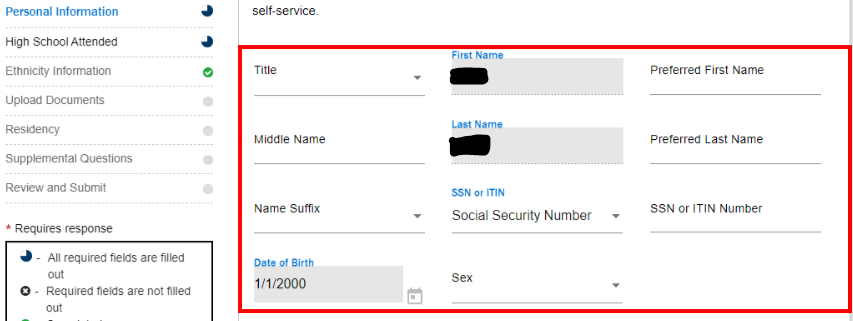 Personal Information
High School Attended
Ethnicity Information
Upload Documents
Residency
Supplemental Questions
Review and Submit
* Requires response
- All required fields are filled
out
- Required fields are not filled
out
self-service.
Title
First Name
Preferred First Name
Middle Name
Last Name
Preferred Last Name
Name Suffix
SSN or ITIN
Social Security Number
SSN or ITIN Number
Date of Birth
1/1/2000
Sex